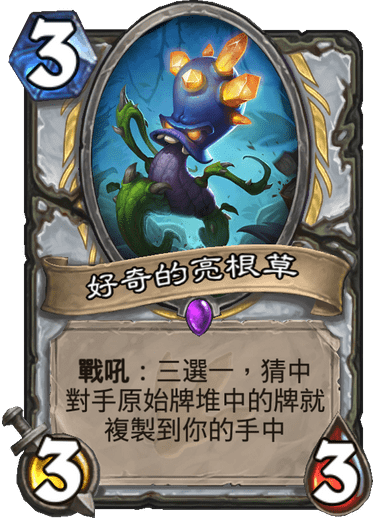 3
好奇的亮根草
戰吼：三選一，猜中
對手原始牌堆中的牌就
複製到你的手中
3
3